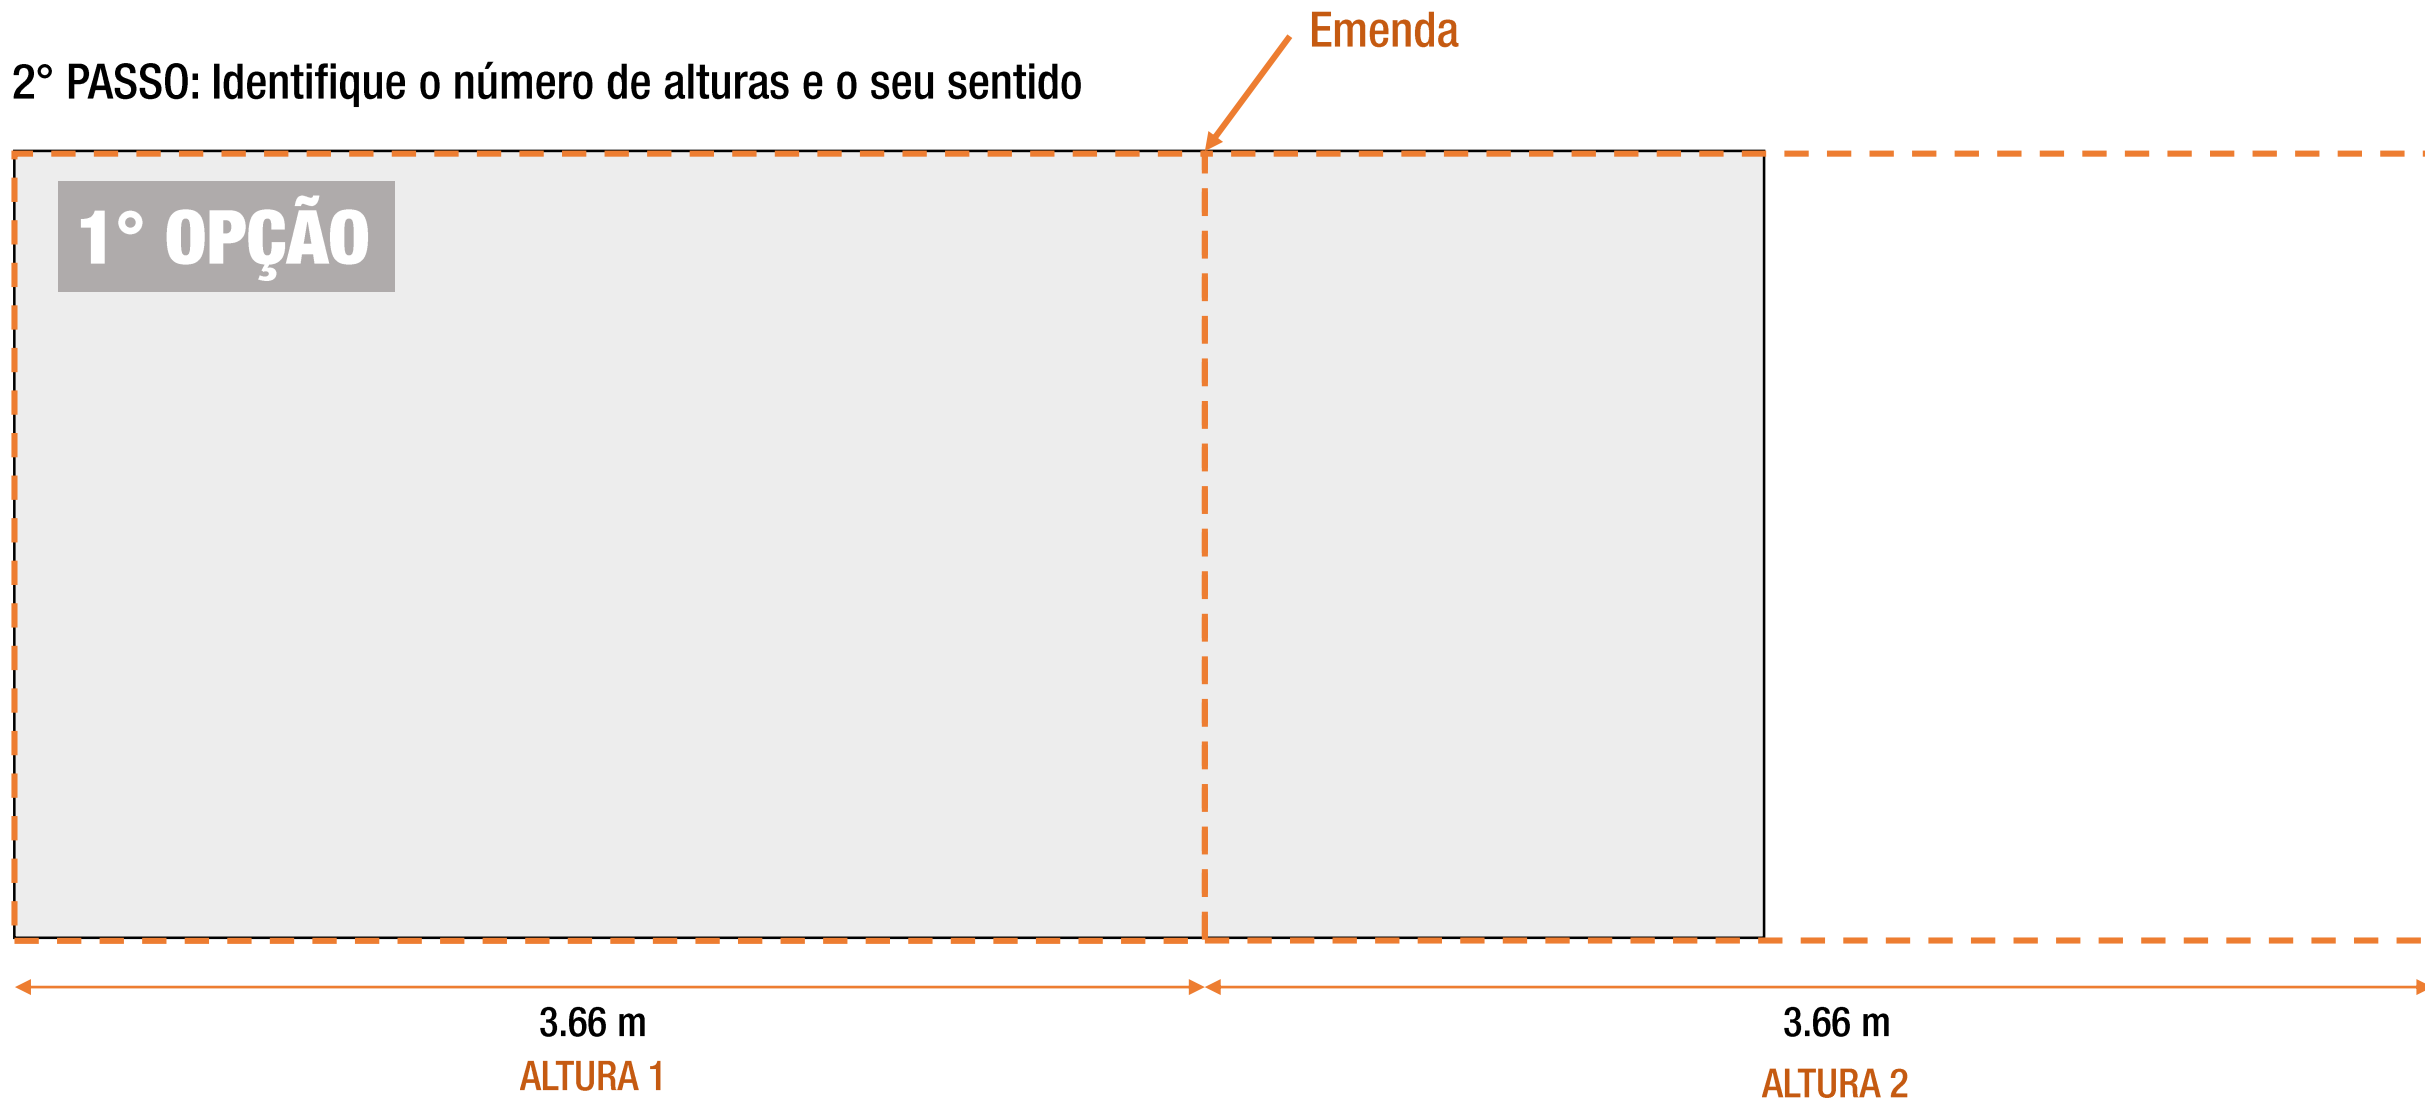 Emenda
2° PASSO: Identifique o número de alturas e o seu sentido
1° OPÇÃO
3.66 m
3.66 m
ALTURA 1
ALTURA 2